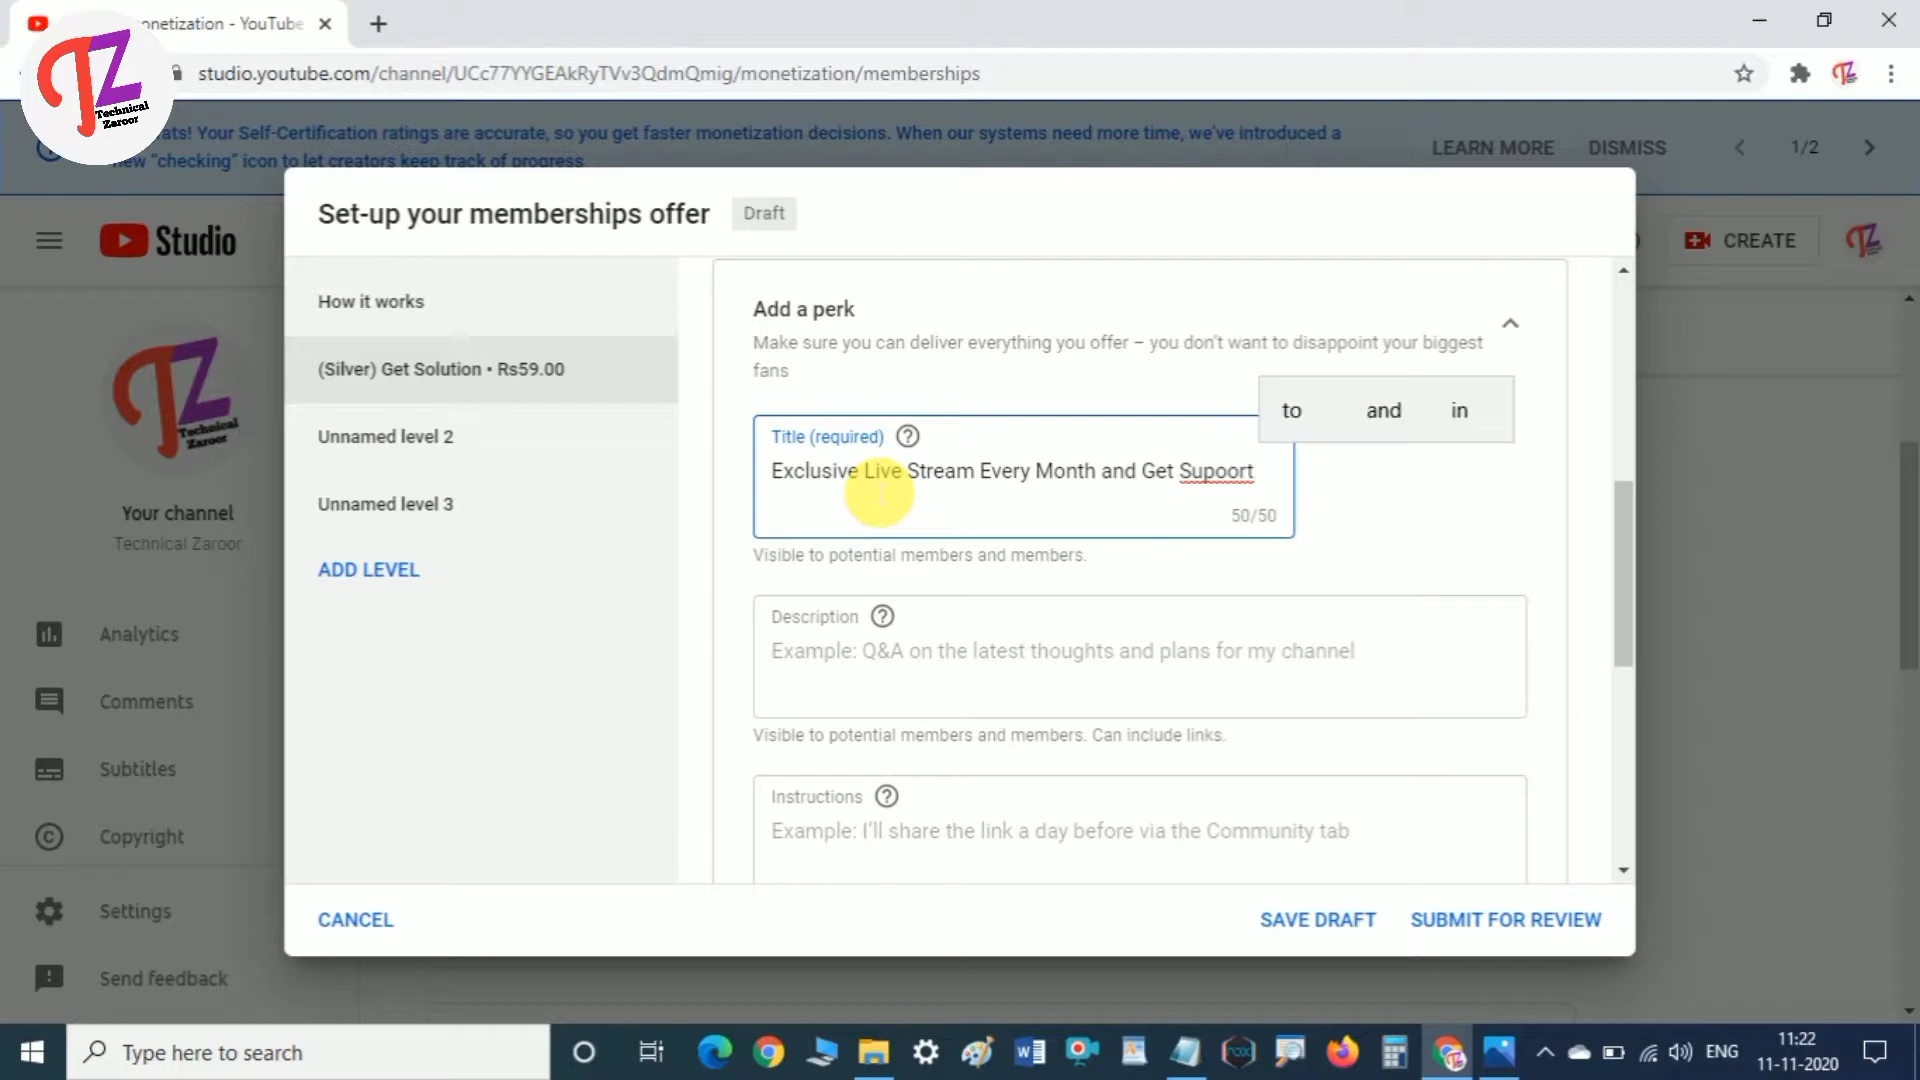 onetization - YouTube
studio.youtube.com/channel/UCc77YYGEAkRyTVv3QdmQmig/monetization/memberships
TZ
Technical
Zaroor
ats! Your Self-Certification ratings are accurate, so you get faster monetization decisions. When our systems need more time, we've introduced a
new "checking" icon to let creators keep track of progress
LEARN MORE
DISMISS
1/2
Studio
CREATE
TZ
Set-up your memberships offer
Draft
How it works
(Silver) Get Solution • Rs59.00
Unnamed level 2
Unnamed level 3
ADD LEVEL
Add a perk
Make sure you can deliver everything you offer – you don't want to disappoint your biggest
fans
to and in
Title (required)
Exclusive Live Stream Every Month and Get Supoort
50/50
Visible to potential members and members.
Description
Example: Q&A on the latest thoughts and plans for my channel
Visible to potential members and members. Can include links.
Instructions
Example: I'll share the link a day before via the Community tab
CANCEL
SAVE DRAFT
SUBMIT FOR REVIEW
TZ
Technical
Zaroor
Your channel
Technical Zaroor
Analytics
Comments
Subtitles
Copyright
Settings
Send feedback
Type here to search
ENG
11:22
11-11-2020